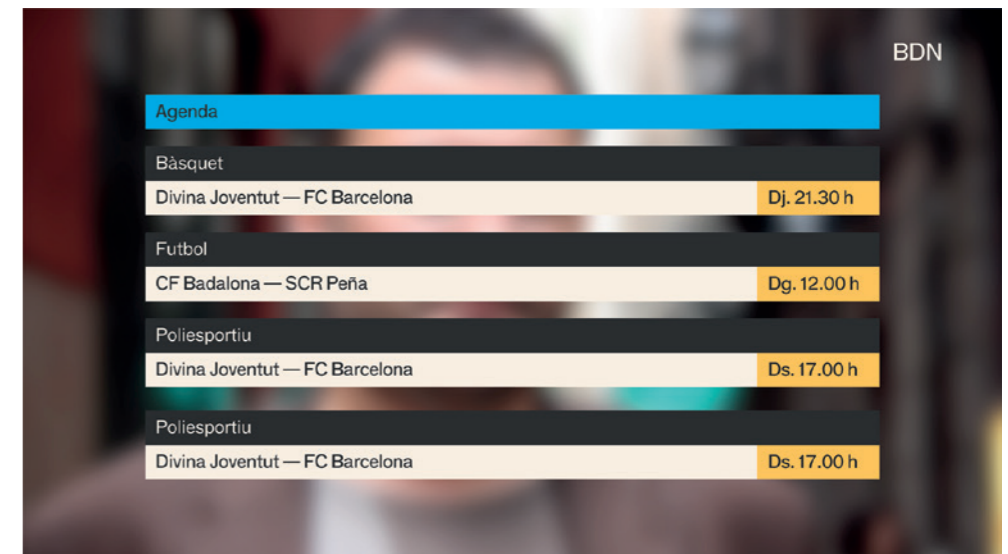 BDN
Agenda
Bàsquet
Divina Joventut — FC Barcelona Dj. 21.30 h
Futbol
CF Badalona — SCR Peña Dg. 12.00 h
Poliesportiu
Divina Joventut — FC Barcelona Ds. 17.00 h
Poliesportiu
Divina Joventut — FC Barcelona Ds. 17.00 h